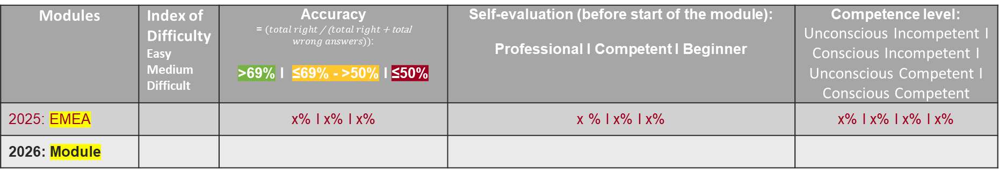 Modules
Index of
Difficulty
Easy
Medium
Difficult
Accuracy
= (total right / (total right + total
wrong answers)):
>69% I ≤69% - >50% I ≤50%
Self-evaluation (before start of the module):
Professional I Competent I Beginner
Competence level:
Unconscious Incompetent I
Conscious Incompetent I
Unconscious Competent I
Conscious Competent
2025: EMEA
x% I x% I x%
x % I x% I x%
x% I x% I x% I x%
2026: Module